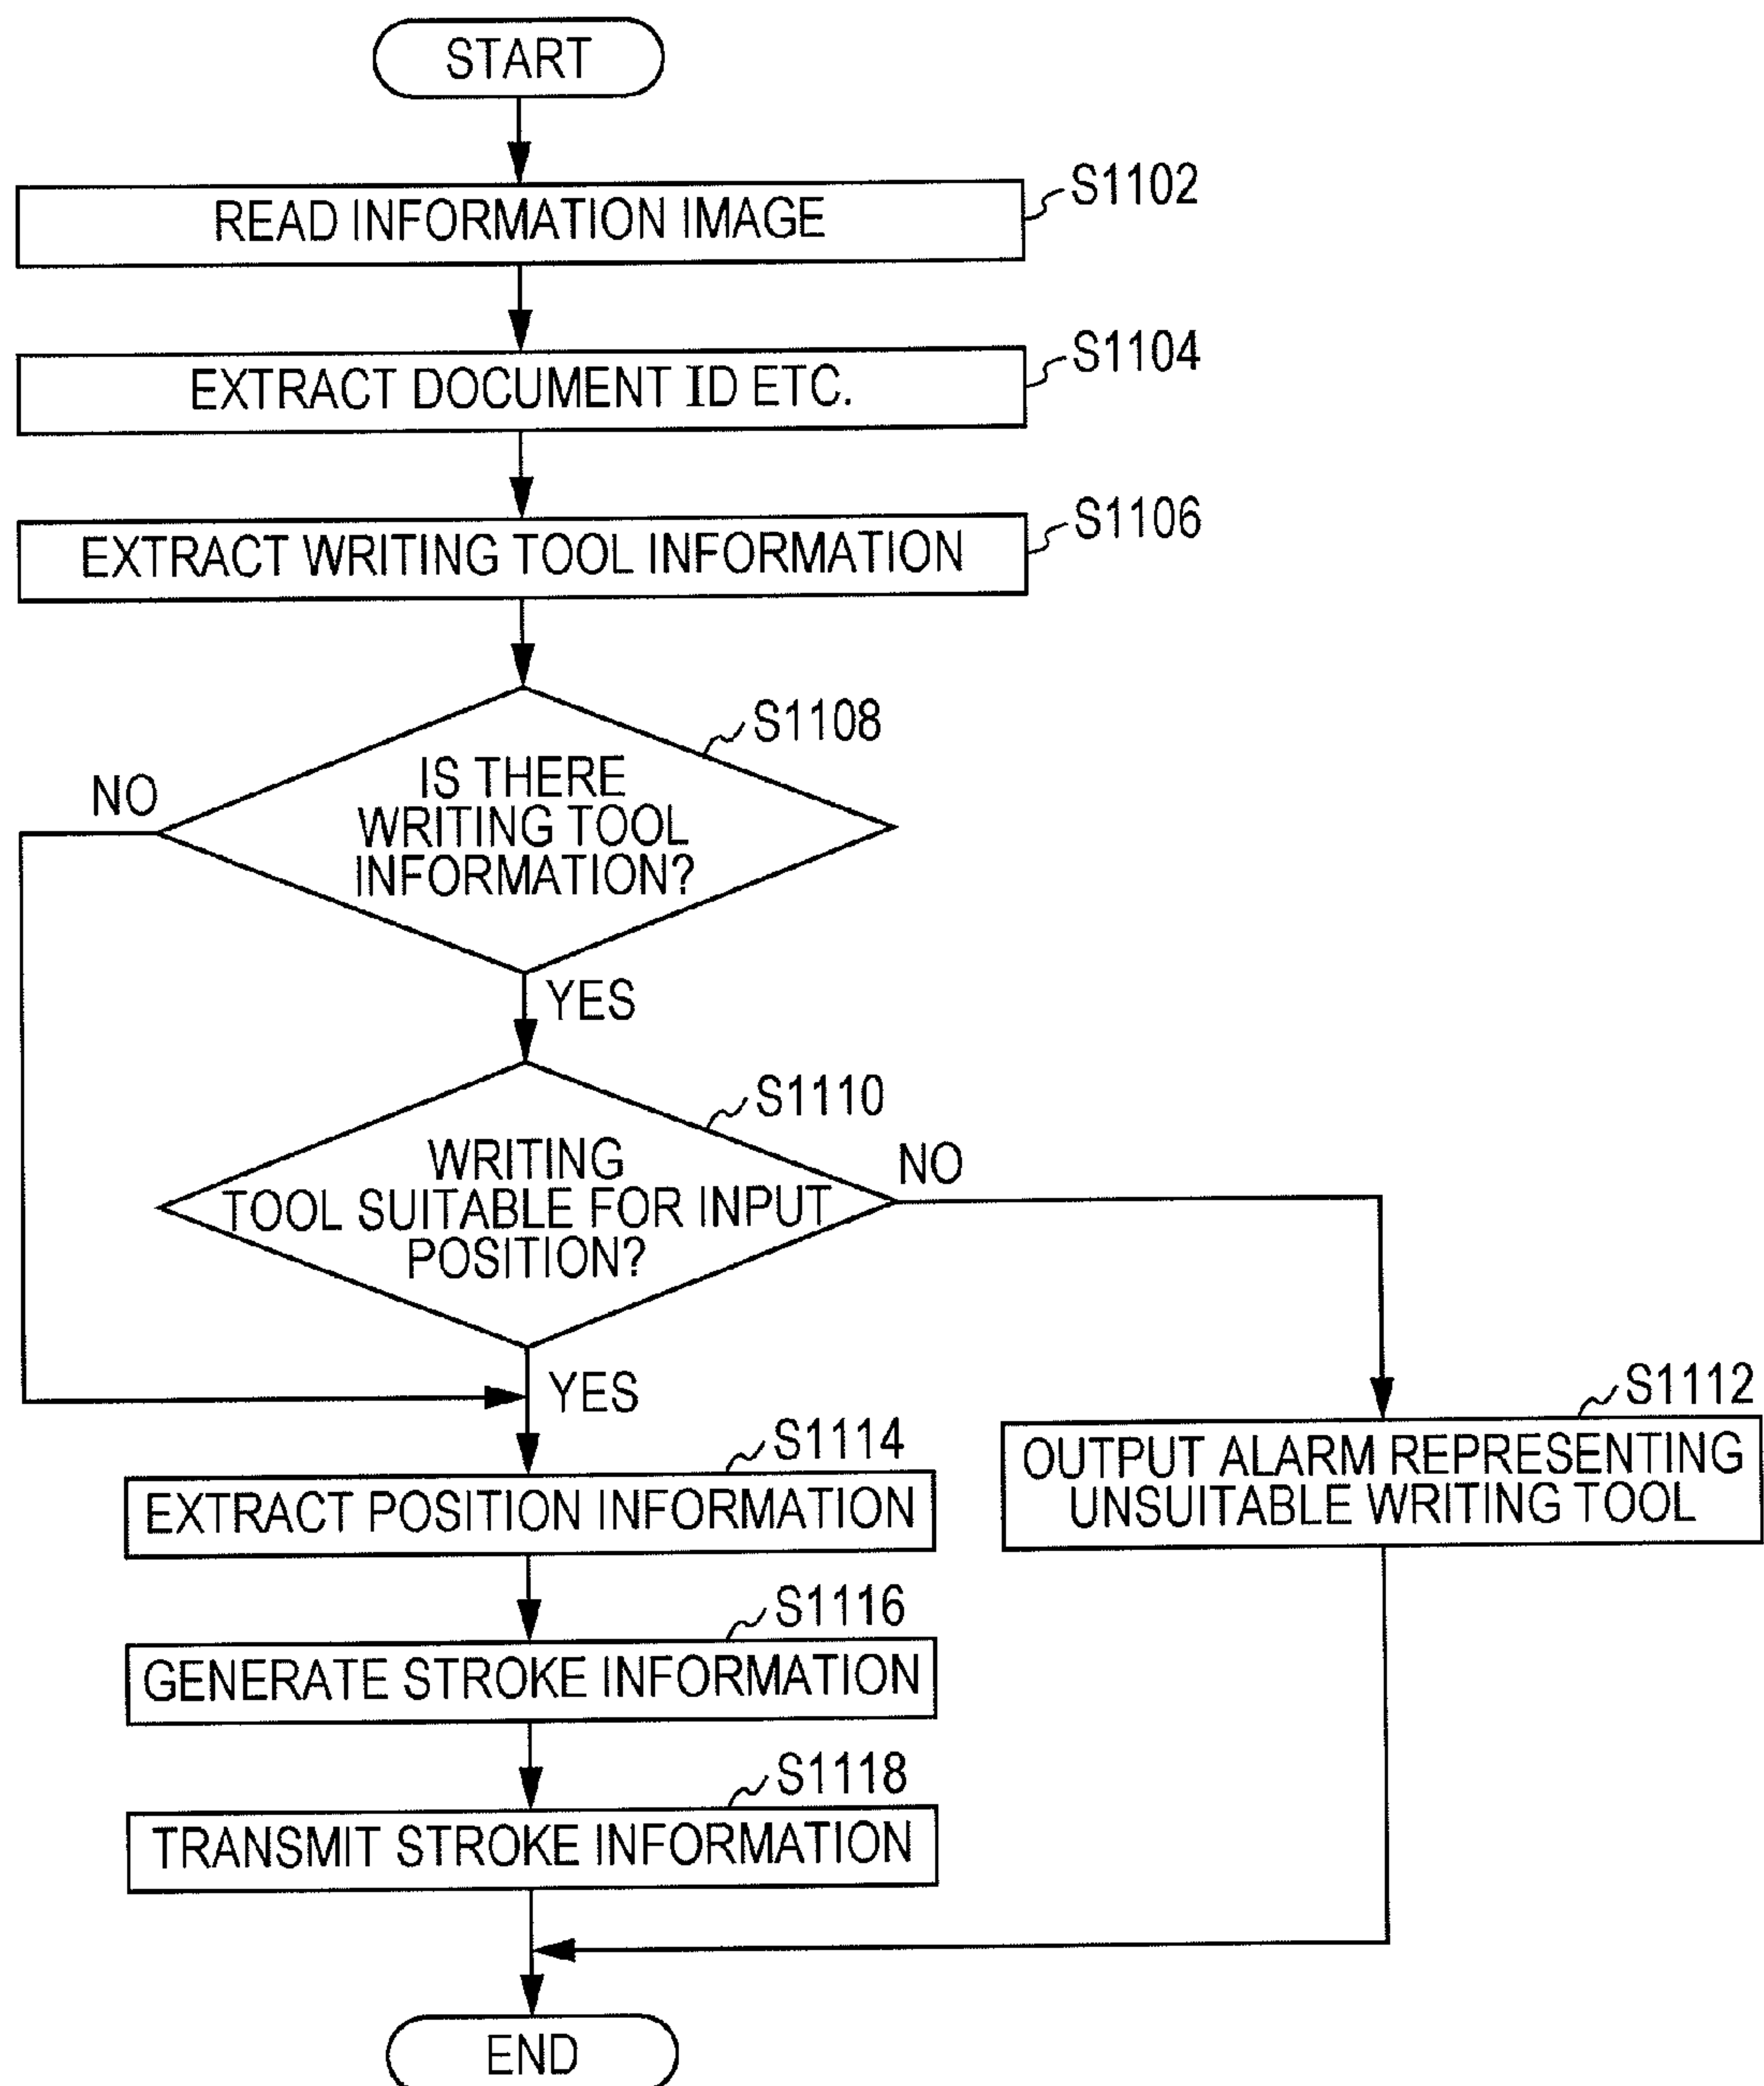 START
S1102
READ INFORMATION IMAGE
S1104
EXTRACT DOCUMENT ID ETC.
S1106
EXTRACT WRITING TOOL INFORMATION
S1108
IS THERE
WRITING TOOL
INFORMATION?
NO
YES
S1110
WRITING
TOOL SUITABLE FOR INPUT
POSITION?
NO
YES
S1112
OUTPUT ALARM REPRESENTING
UNSUITABLE WRITING TOOL
S1114
EXTRACT POSITION INFORMATION
S1116
GENERATE STROKE INFORMATION
S1118
TRANSMIT STROKE INFORMATION
END